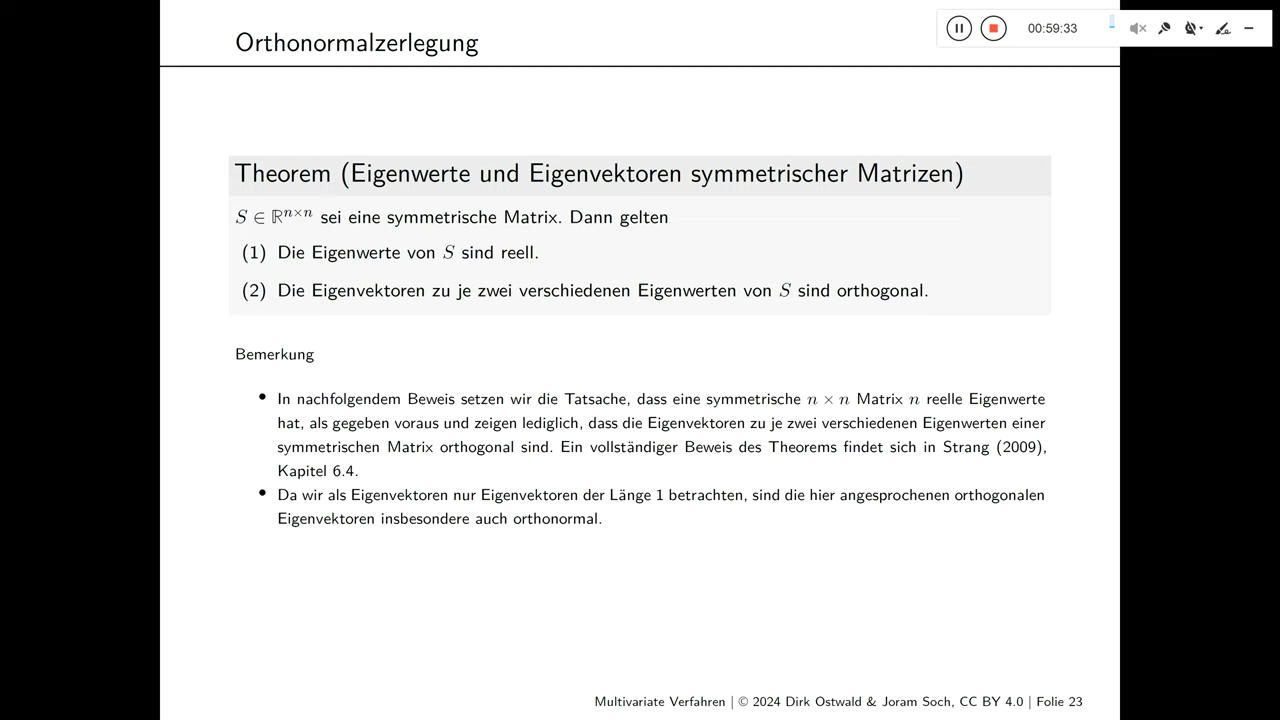 Orthonormalzerlegung
00:59:33
Theorem (Eigenwerte und Eigenvektoren symmetrischer Matrizen)
S ∈ ℝⁿˣⁿ sei eine symmetrische Matrix. Dann gelten
(1) Die Eigenwerte von S sind reell.
(2) Die Eigenvektoren zu je zwei verschiedenen Eigenwerten von S sind orthogonal.
Bemerkung
• In nachfolgendem Beweis setzen wir die Tatsache, dass eine symmetrische n × n Matrix n reelle Eigenwerte
hat, als gegeben voraus und zeigen lediglich, dass die Eigenvektoren zu je zwei verschiedenen Eigenwerten einer
symmetrischen Matrix orthogonal sind. Ein vollständiger Beweis des Theorems findet sich in Strang (2009),
Kapitel 6.4.
• Da wir als Eigenvektoren nur Eigenvektoren der Länge 1 betrachten, sind die hier angesprochenen orthogonalen
Eigenvektoren insbesondere auch orthonormal.
Multivariate Verfahren | © 2024 Dirk Ostwald & Joram Soch, CC BY 4.0 | Folie 23